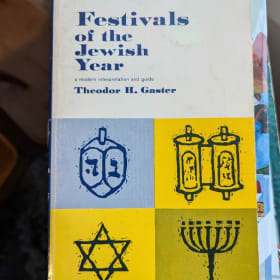 Festivals
of the
Jewish
Year
a modern interpretation and guide
Theodor H. Gaster